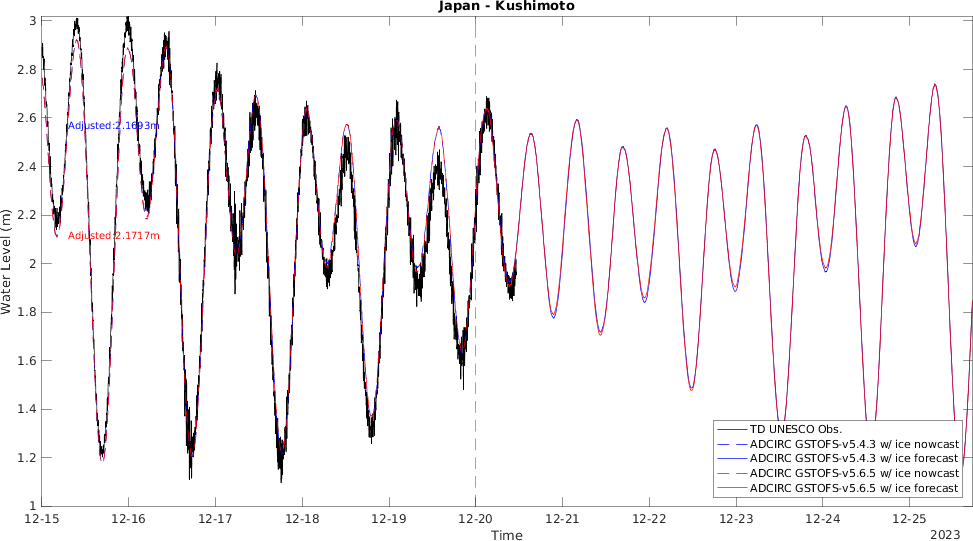 Japan - Kushimoto
Water Level (m)
3
2.8
2.6
2.4
2.2
2
1.8
1.6
1.4
1.2
1
Adjusted:2.1693m
Adjusted:2.1717m
TD UNESCO Obs.
ADCIRC GSTOFS-v5.4.3 w/ ice nowcast
ADCIRC GSTOFS-v5.4.3 w/ ice forecast
ADCIRC GSTOFS-v5.6.5 w/ ice nowcast
ADCIRC GSTOFS-v5.6.5 w/ ice forecast
12-15 12-16 12-17 12-18 12-19 12-20 12-21 12-22 12-23 12-24 12-25
Time
2023